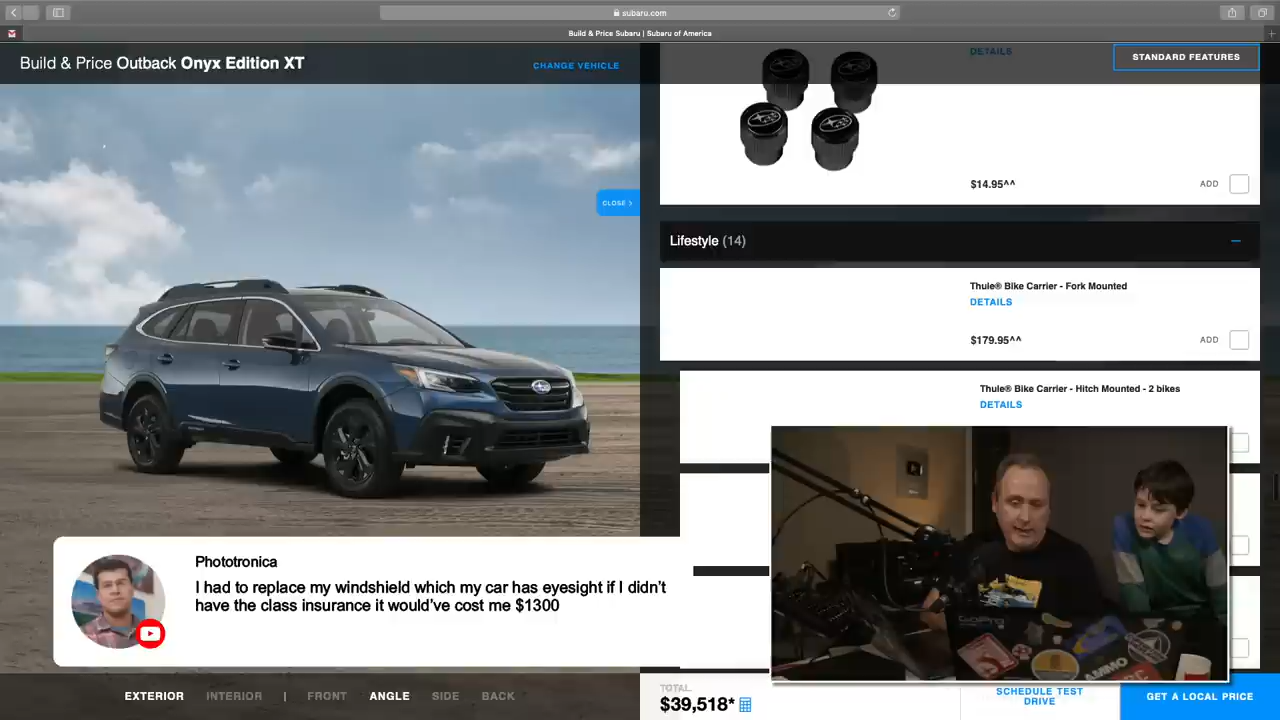 subaru.com
Build & Price Subaru | Subaru of America
Build & Price Outback Onyx Edition XT
CHANGE VEHICLE
DETAILS
STANDARD FEATURES
$14.95^^
ADD
CLOSE >
Lifestyle (14)
Thule® Bike Carrier - Fork Mounted
DETAILS
$179.95^^
ADD
Thule® Bike Carrier - Hitch Mounted - 2 bikes
DETAILS
Phototronica
I had to replace my windshield which my car has eyesight if I didn't
have the class insurance it would've cost me $1300
GoPro
AMMO
EXTERIOR INTERIOR | FRONT ANGLE SIDE BACK
TOTAL
$39,518*
SCHEDULE TEST
DRIVE
GET A LOCAL PRICE